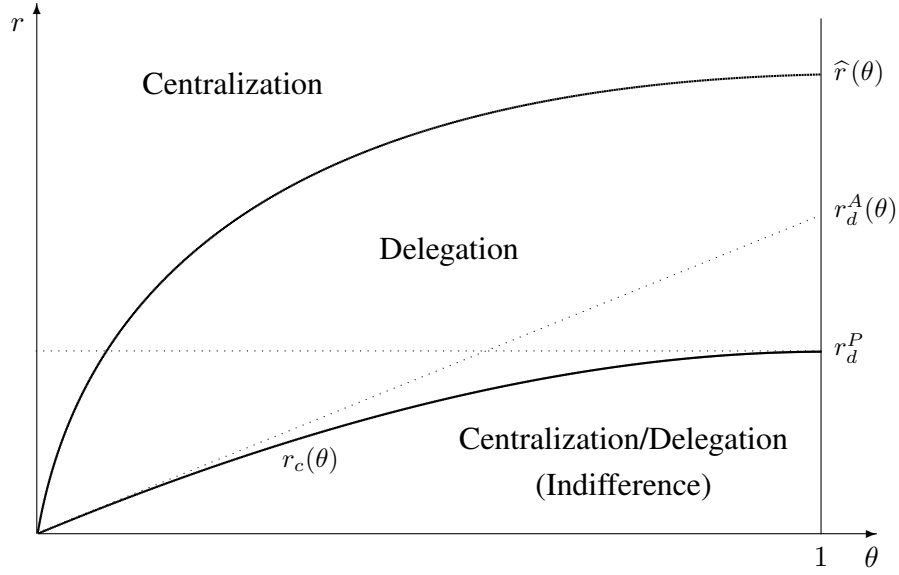 r
Centralization
r̂(θ)
r_d^A(θ)
Delegation
r_d^P
Centralization/Delegation
r_c(θ)
(Indifference)
1
θ